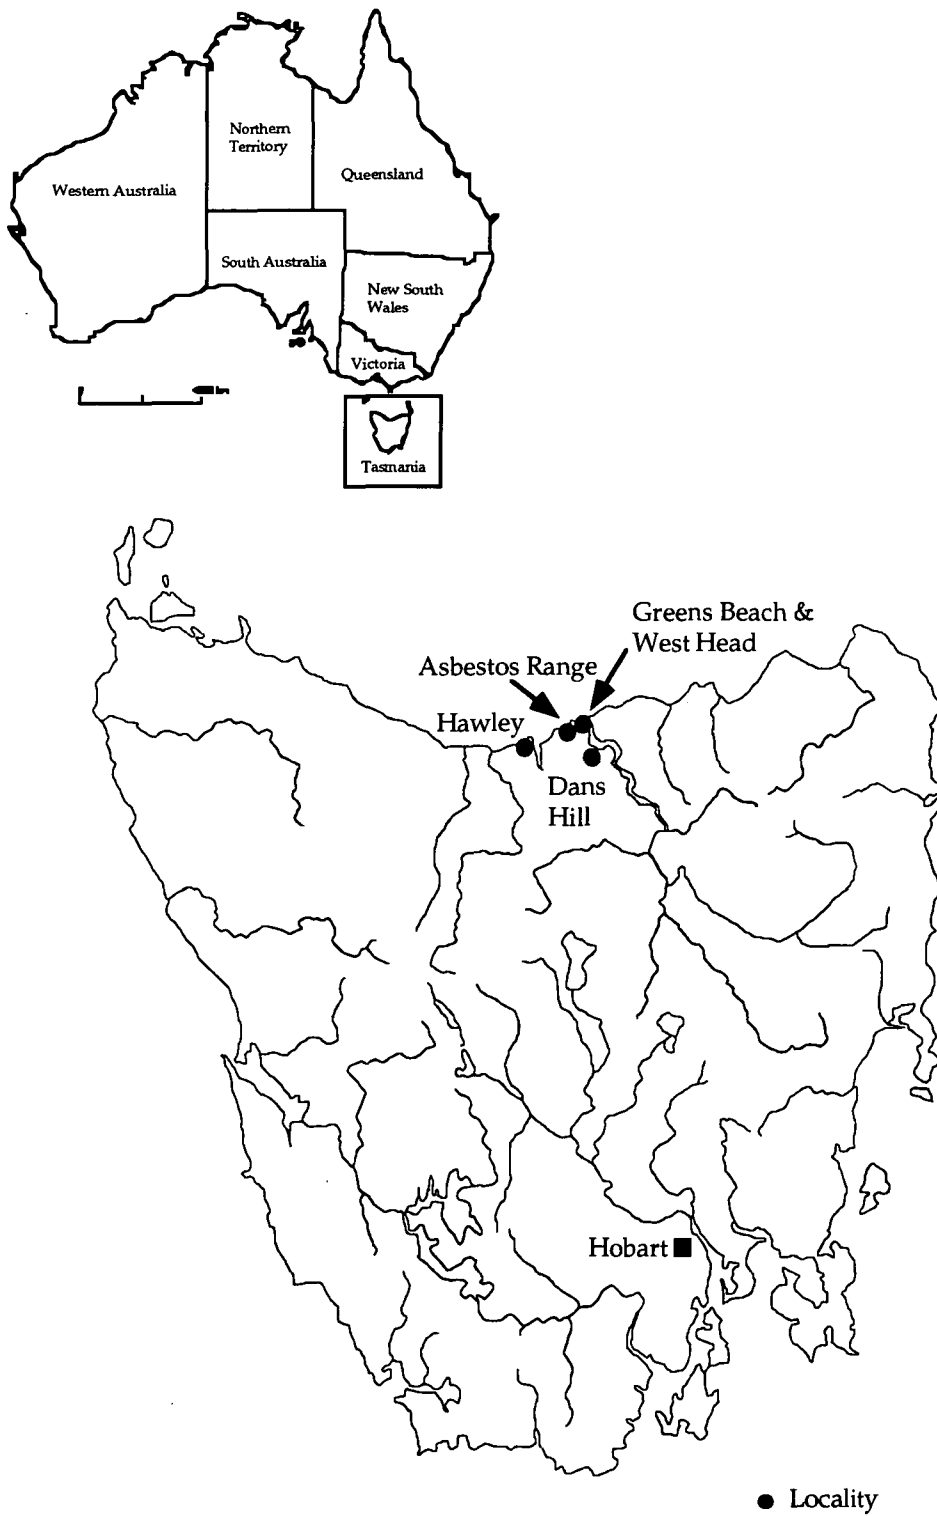 Northern
Territory
Western Australia
Queensland
South Australia
New South
Wales
Victoria
Tasmania
Greens Beach &
West Head
Asbestos Range
Hawley
Dans
Hill
Hobart
Locality